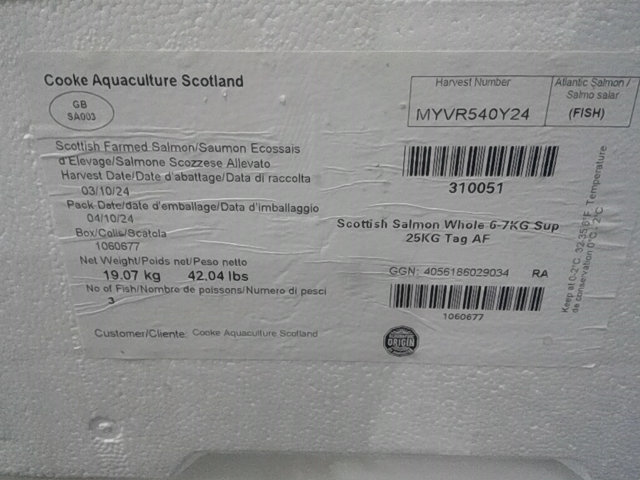 Cooke Aquaculture Scotland
GB
SA003
Harvest Number
MYVR540Y24
Atlantic Salmon /
Salmo salar
(FISH)
Scottish Farmed Salmon/Saumon Ecossais
d'Elevage/Salmone Scozzese Allevato
Harvest Date/Date d'abattage/Data di raccolta
03/10/24
Pack Date/date d'emballage/Data d'imballaggio
04/10/24
Box/Colis/Scatola
1060677
Net Weight/Poids net/Peso netto
19.07 kg 42.04 lbs
No of Fish/Nombre de poissons/Numero di pesci
3
Customer/Cliente: Cooke Aquaculture Scotland
310051
Scottish Salmon Whole 6-7KG Sup
25KG Tag AF
GGN: 4056186029034 RA
1060677
ORIGIN
Keep at 0-2°C, 32-35.6°F. Temperature
de conservation 0°C, 2°C